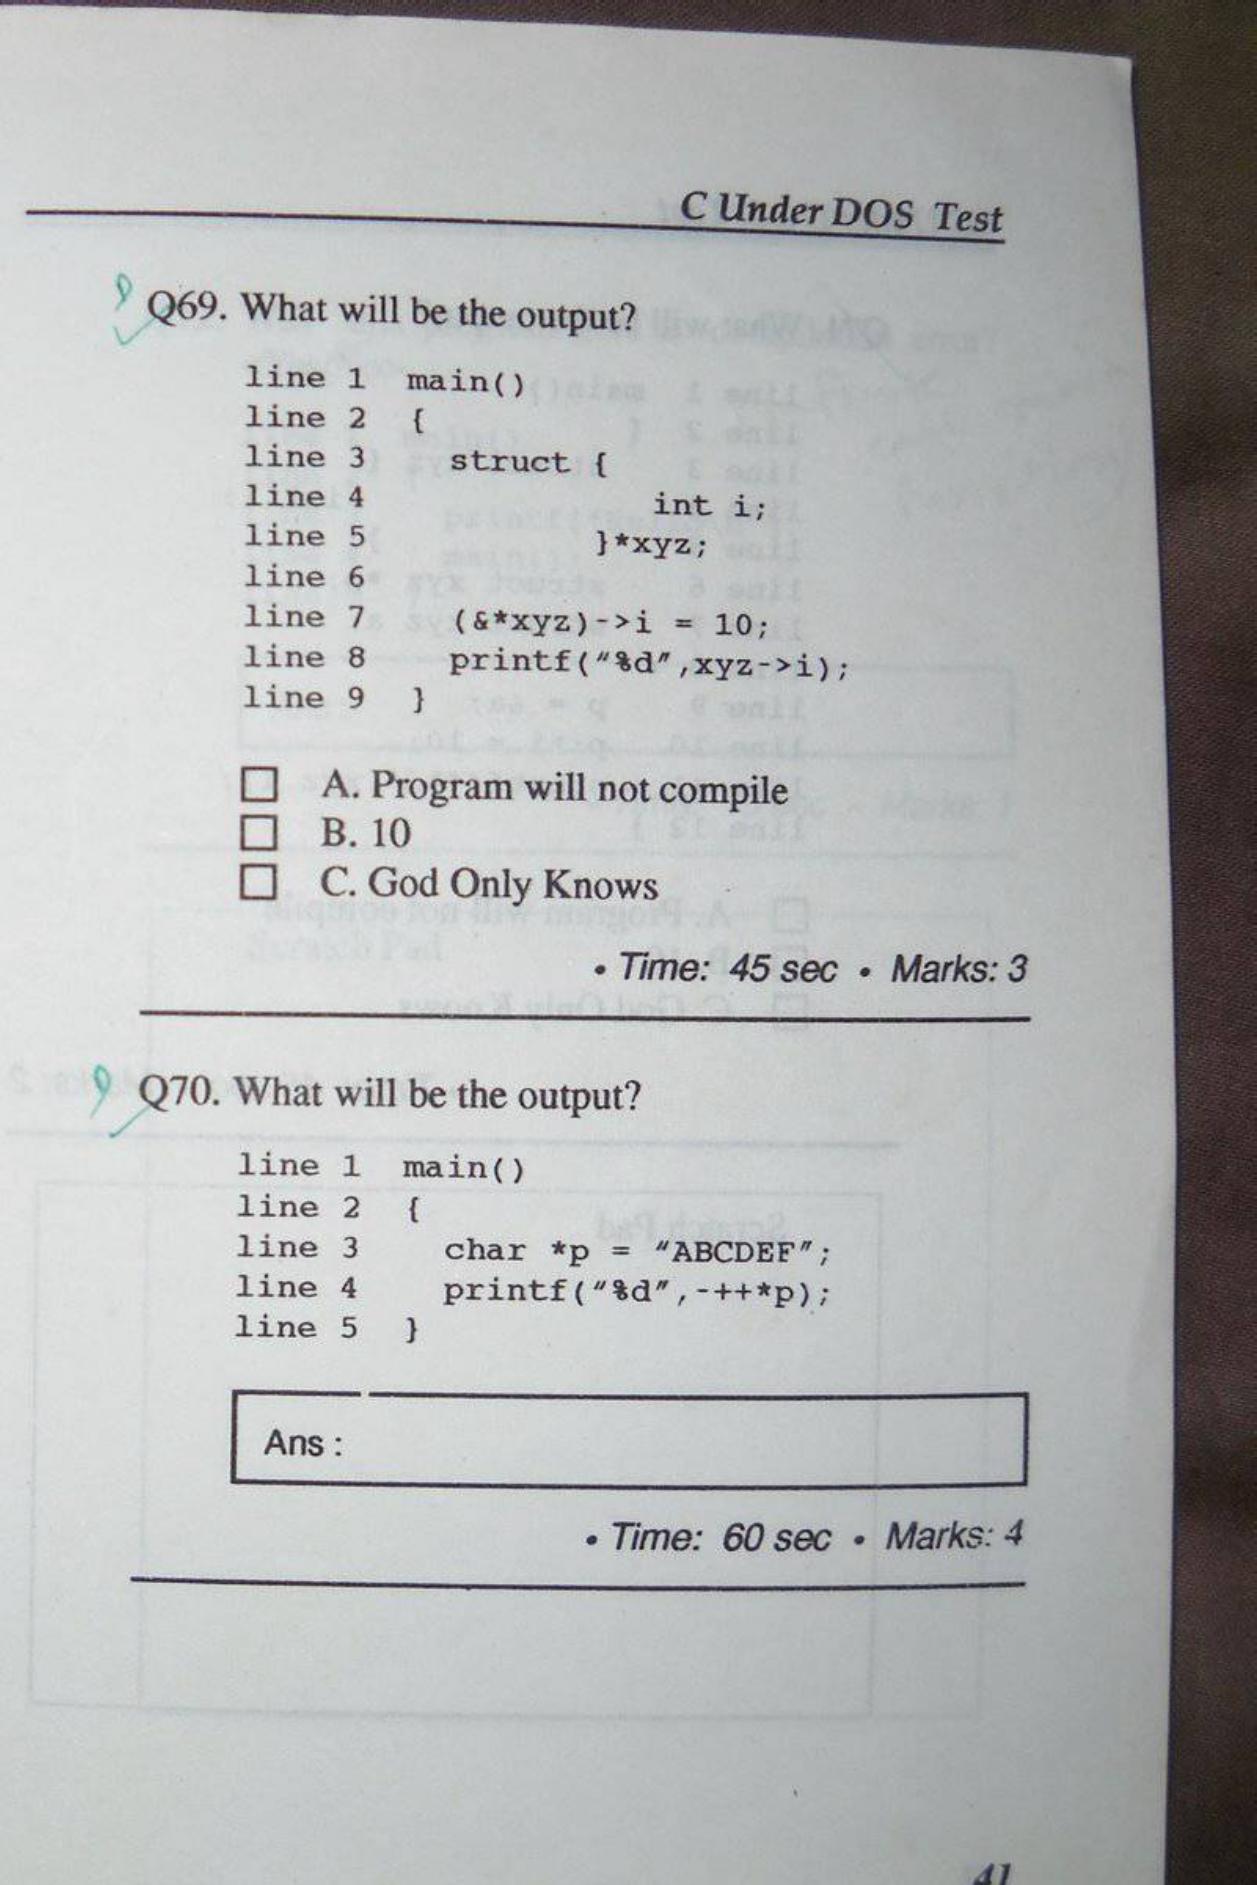 C Under DOS Test
Q69. What will be the output?
line 1 main()
line 2 {
line 3 struct {
line 4 int i;
line 5 }*xyz;
line 6
line 7 (&*xyz)->i = 10;
line 8 printf("%d",xyz->i);
line 9 }
A. Program will not compile
B. 10
C. God Only Knows
• Time: 45 sec • Marks: 3
Q70. What will be the output?
line 1 main()
line 2 {
line 3 char *p = "ABCDEF";
line 4 printf("%d",-++*p);
line 5 }
Ans :
• Time: 60 sec • Marks: 4
41